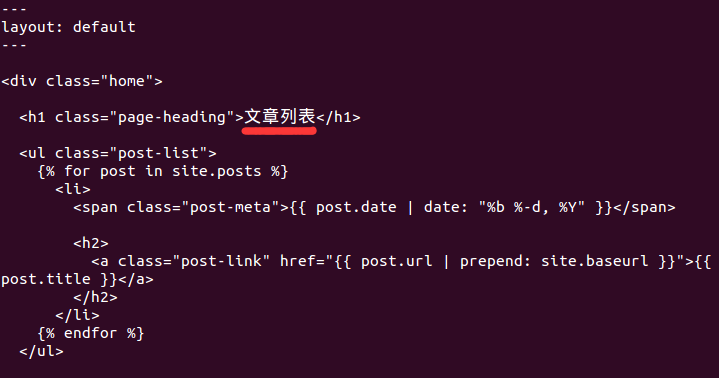 ---
layout: default
---
<div class="home">
<h1 class="page-heading">文章列表</h1>
<ul class="post-list">
{% for post in site.posts %}
<li>
<span class="post-meta">{{ post.date | date: "%b %-d, %Y" }}</span>
<h2>
<a class="post-link" href="{{ post.url | prepend: site.baseurl }}">{{
post.title }}</a>
</h2>
</li>
{% endfor %}
</ul>